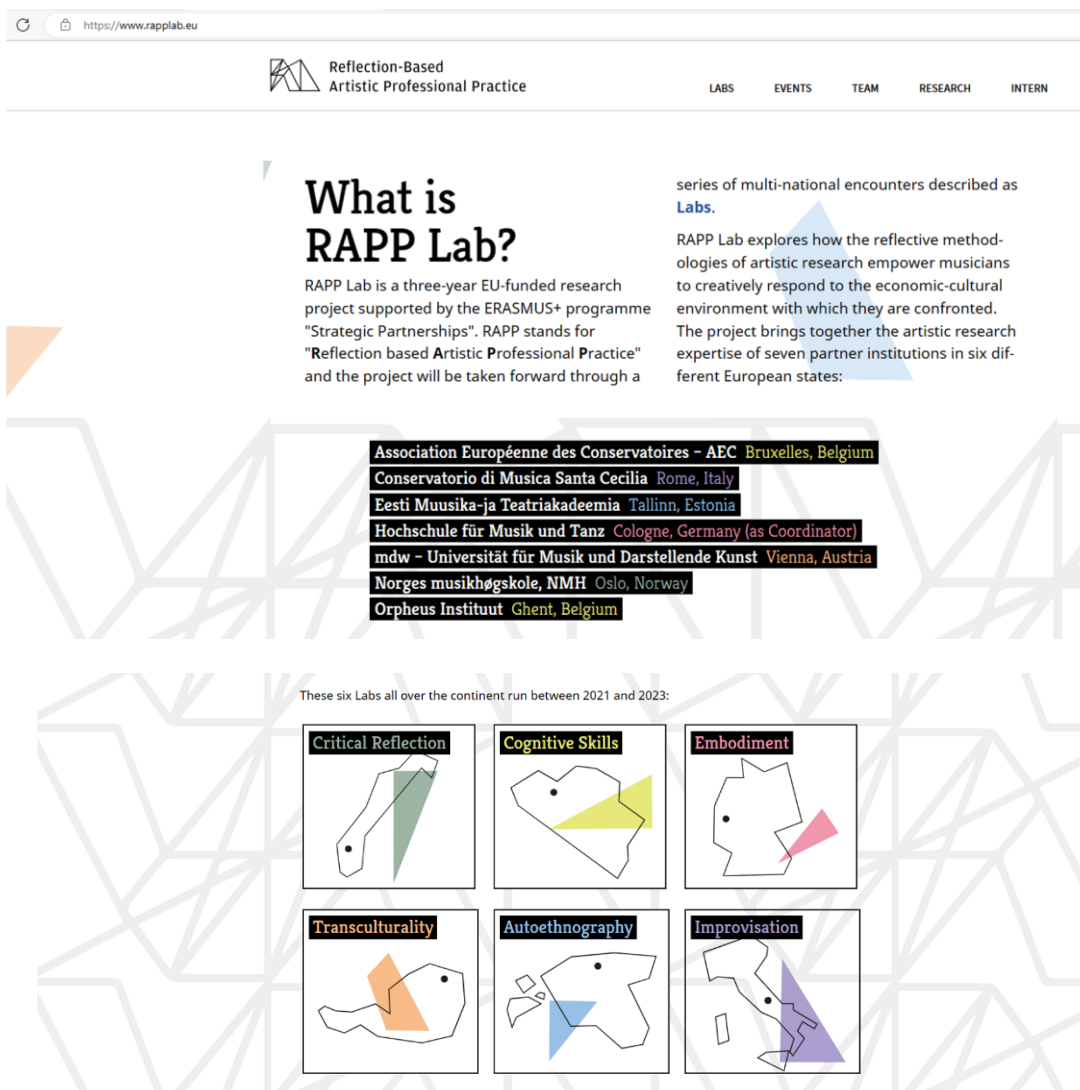 https://www.rapplab.eu
Reflection-Based
Artistic Professional Practice
LABS EVENTS TEAM RESEARCH INTERN
What is
RAPP Lab?
RAPP Lab is a three-year EU-funded research
project supported by the ERASMUS+ programme
"Strategic Partnerships". RAPP stands for
"Reflection based Artistic Professional Practice"
and the project will be taken forward through a
series of multi-national encounters described as
Labs.
RAPP Lab explores how the reflective method-
ologies of artistic research empower musicians
to creatively respond to the economic-cultural
environment with which they are confronted.
The project brings together the artistic research
expertise of seven partner institutions in six dif-
ferent European states:
Association Européenne des Conservatoires – AEC Bruxelles, Belgium
Conservatorio di Musica Santa Cecilia Rome, Italy
Eesti Muusika-ja Teatriakadeemia Tallinn, Estonia
Hochschule für Musik und Tanz Cologne, Germany (as Coordinator)
mdw – Universität für Musik und Darstellende Kunst Vienna, Austria
Norges musikhøgskole, NMH Oslo, Norway
Orpheus Instituut Ghent, Belgium
These six Labs all over the continent run between 2021 and 2023:
Critical Reflection
Cognitive Skills
Embodiment
Transculturality
Autoethnography
Improvisation